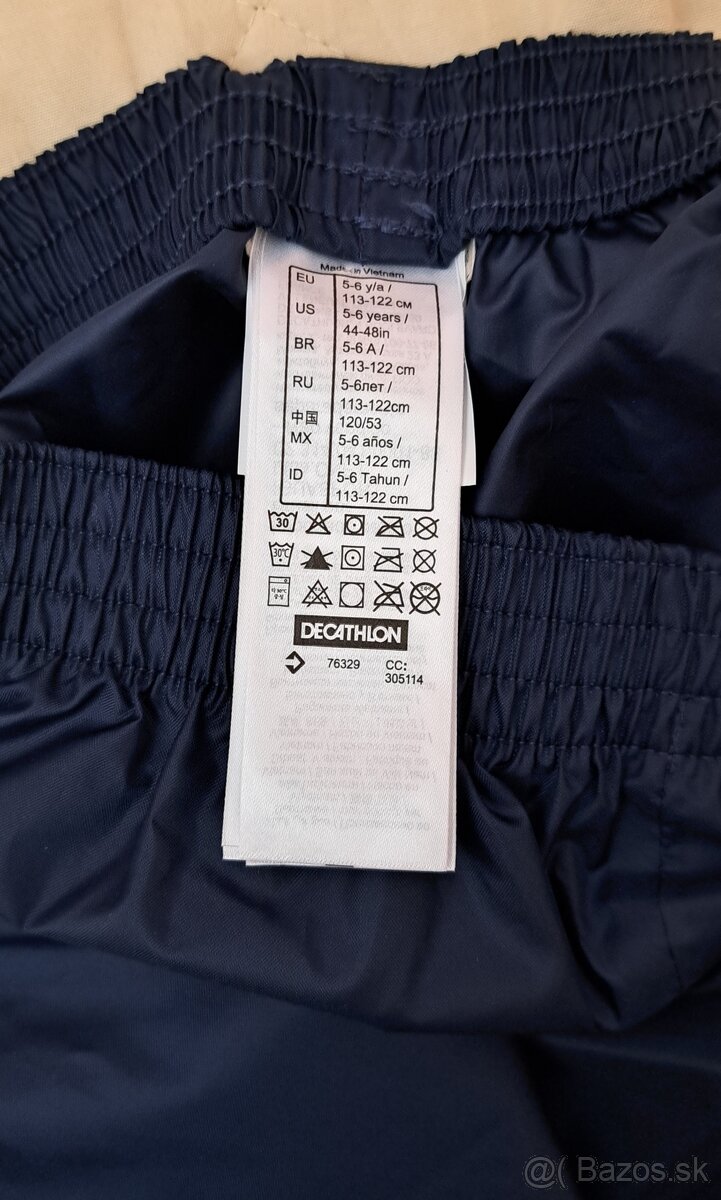 Made in Vietnam
EU 5-6 y/a /
113-122 см
US 5-6 years /
44-48in
BR 5-6 A /
113-122 cm
RU 5-6лет /
113-122cm
中国 120/53
MX 5-6 años /
113-122 cm
ID 5-6 Tahun /
113-122 cm
30
30°C
DECATHLON
76329 CC:
305114
@( Bazos.sk